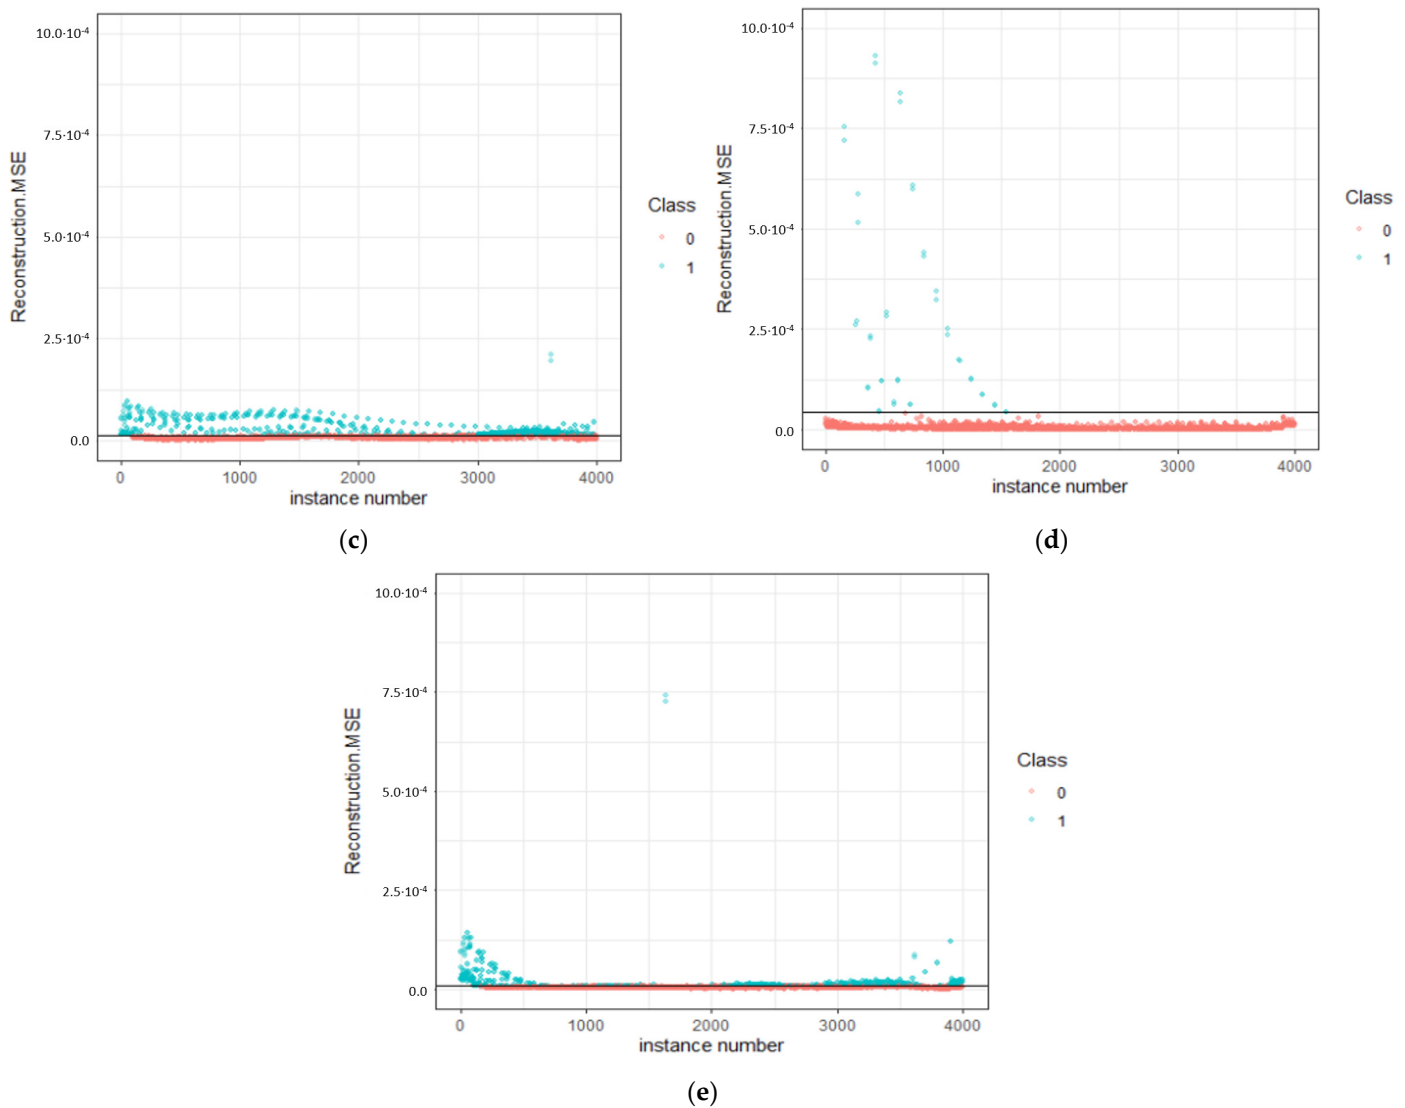 10.0·10⁻⁴
7.5·10⁻⁴
5.0·10⁻⁴
2.5·10⁻⁴
0.0
Reconstruction.MSE
0 1000 2000 3000 4000
instance number
Class
0
1
(c)
10.0·10⁻⁴
7.5·10⁻⁴
5.0·10⁻⁴
2.5·10⁻⁴
0.0
Reconstruction.MSE
0 1000 2000 3000 4000
instance number
Class
0
1
(d)
10.0·10⁻⁴
7.5·10⁻⁴
5.0·10⁻⁴
2.5·10⁻⁴
0.0
Reconstruction.MSE
0 1000 2000 3000 4000
instance number
Class
0
1
(e)